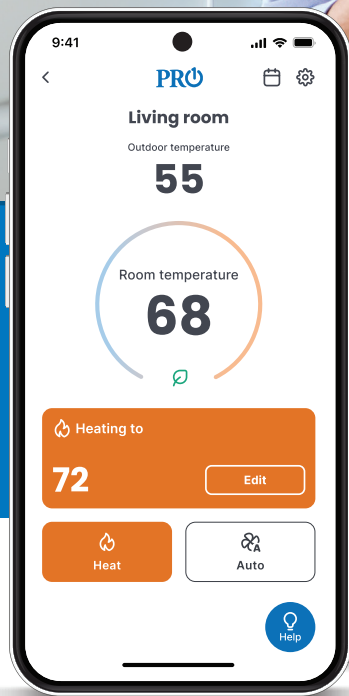 9:41
PRO
Living room
Outdoor temperature
55
Room temperature
68
Heating to
72
Edit
Heat
A
Auto
Help